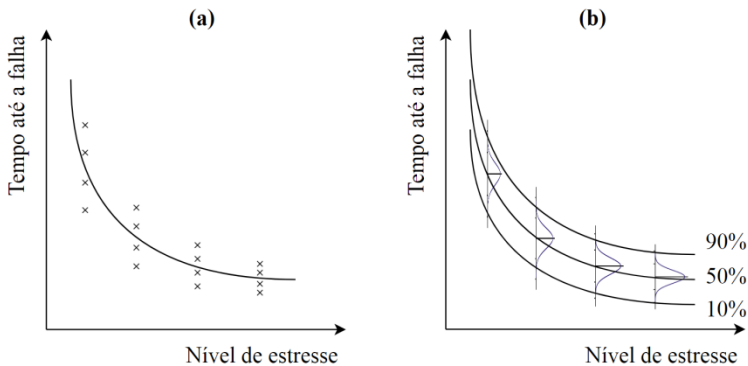 (a)
Tempo até a falha
Nível de estresse
(b)
Tempo até a falha
90%
50%
10%
Nível de estresse